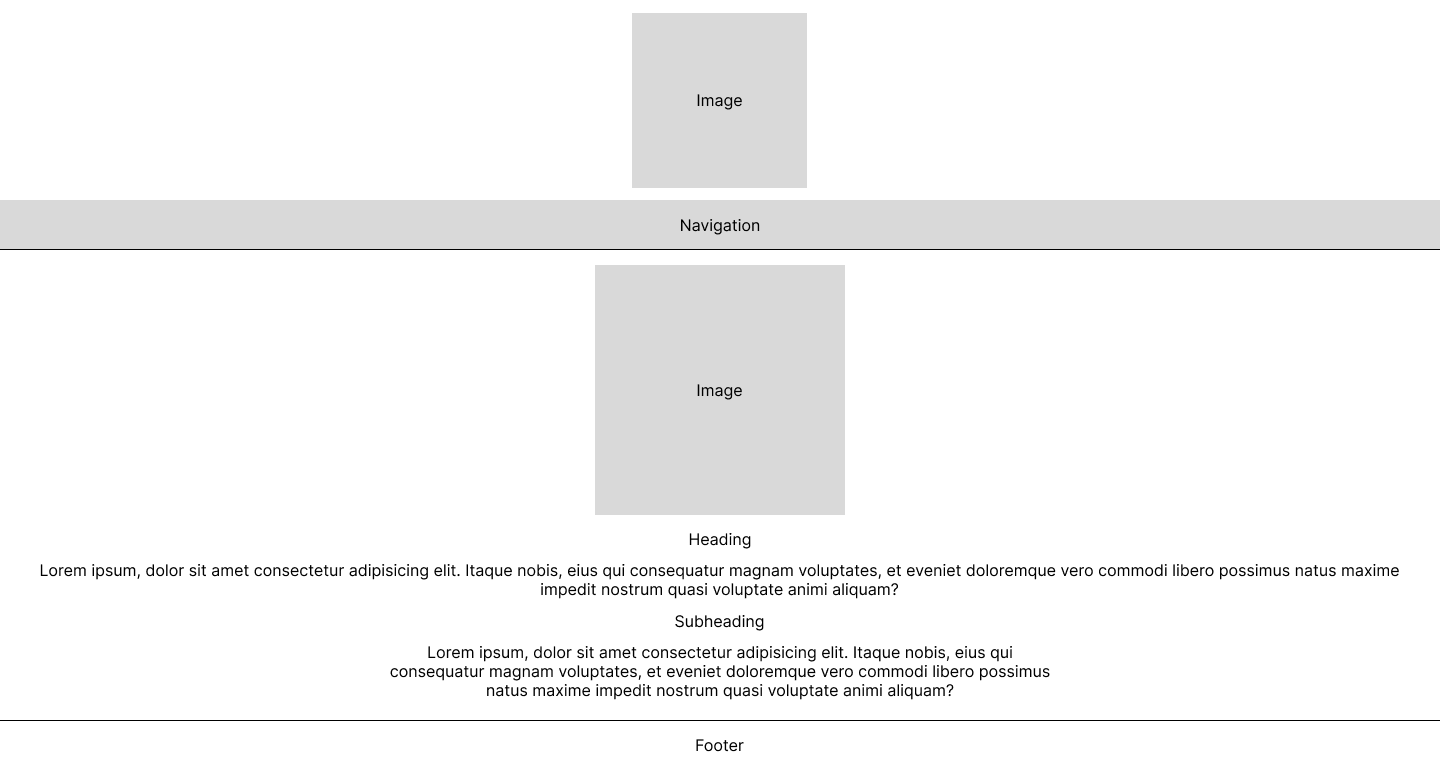 Image
Navigation
Image
Heading
Lorem ipsum, dolor sit amet consectetur adipisicing elit. Itaque nobis, eius qui consequatur magnam voluptates, et eveniet doloremque vero commodi libero possimus natus maxime
impedit nostrum quasi voluptate animi aliquam?
Subheading
Lorem ipsum, dolor sit amet consectetur adipisicing elit. Itaque nobis, eius qui
consequatur magnam voluptates, et eveniet doloremque vero commodi libero possimus
natus maxime impedit nostrum quasi voluptate animi aliquam?
Footer